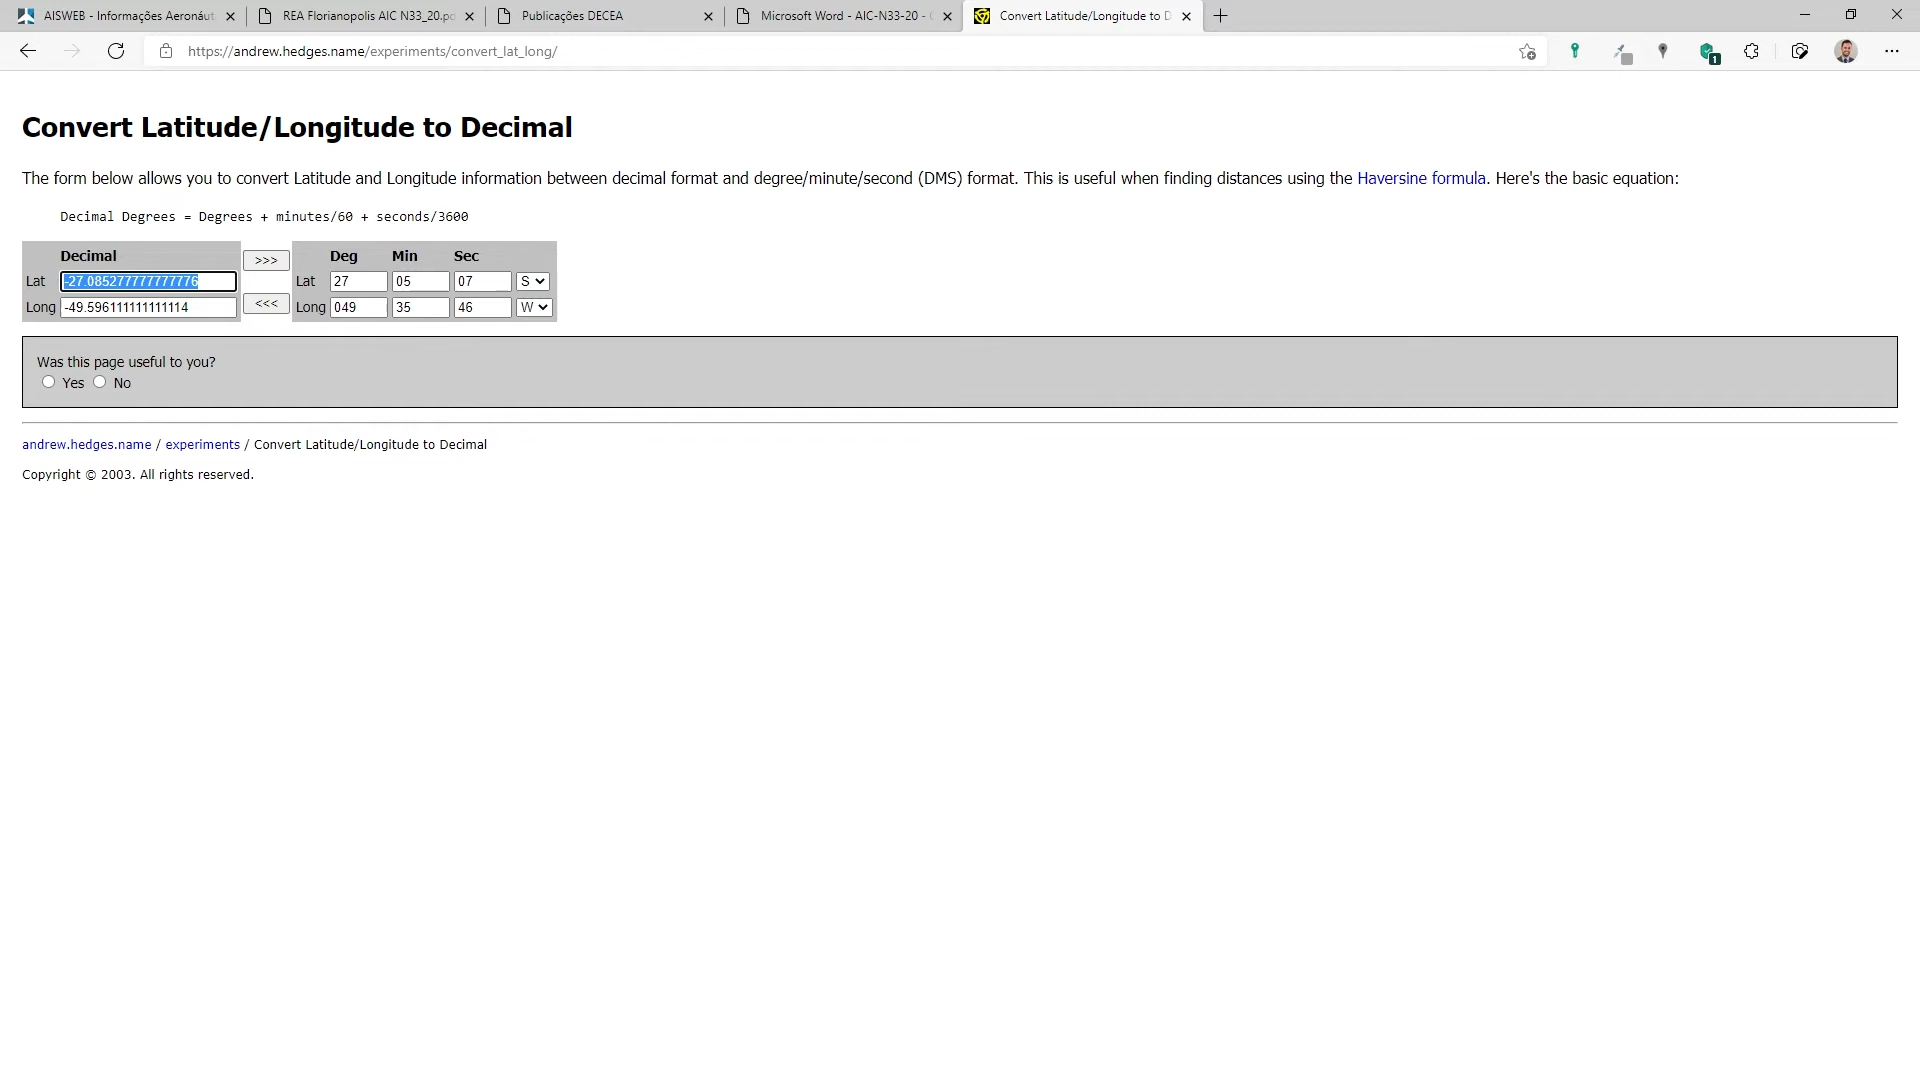 AISWEB - Informações Aeronáut
REA Florianopolis AIC N33_20.pd
Publicações DECEA
Microsoft Word - AIC-N33-20 -
Convert Latitude/Longitude to D
https://andrew.hedges.name/experiments/convert_lat_long/
1
Convert Latitude/Longitude to Decimal
The form below allows you to convert Latitude and Longitude information between decimal format and degree/minute/second (DMS) format. This is useful when finding distances using the Haversine formula. Here's the basic equation:
Decimal Degrees = Degrees + minutes/60 + seconds/3600
Decimal >>> Deg Min Sec
Lat -27.085277777777776 Lat 27 05 07 S
Long -49.596111111111114 <<< Long 049 35 46 W
Was this page useful to you?
Yes No
andrew.hedges.name / experiments / Convert Latitude/Longitude to Decimal
Copyright © 2003. All rights reserved.